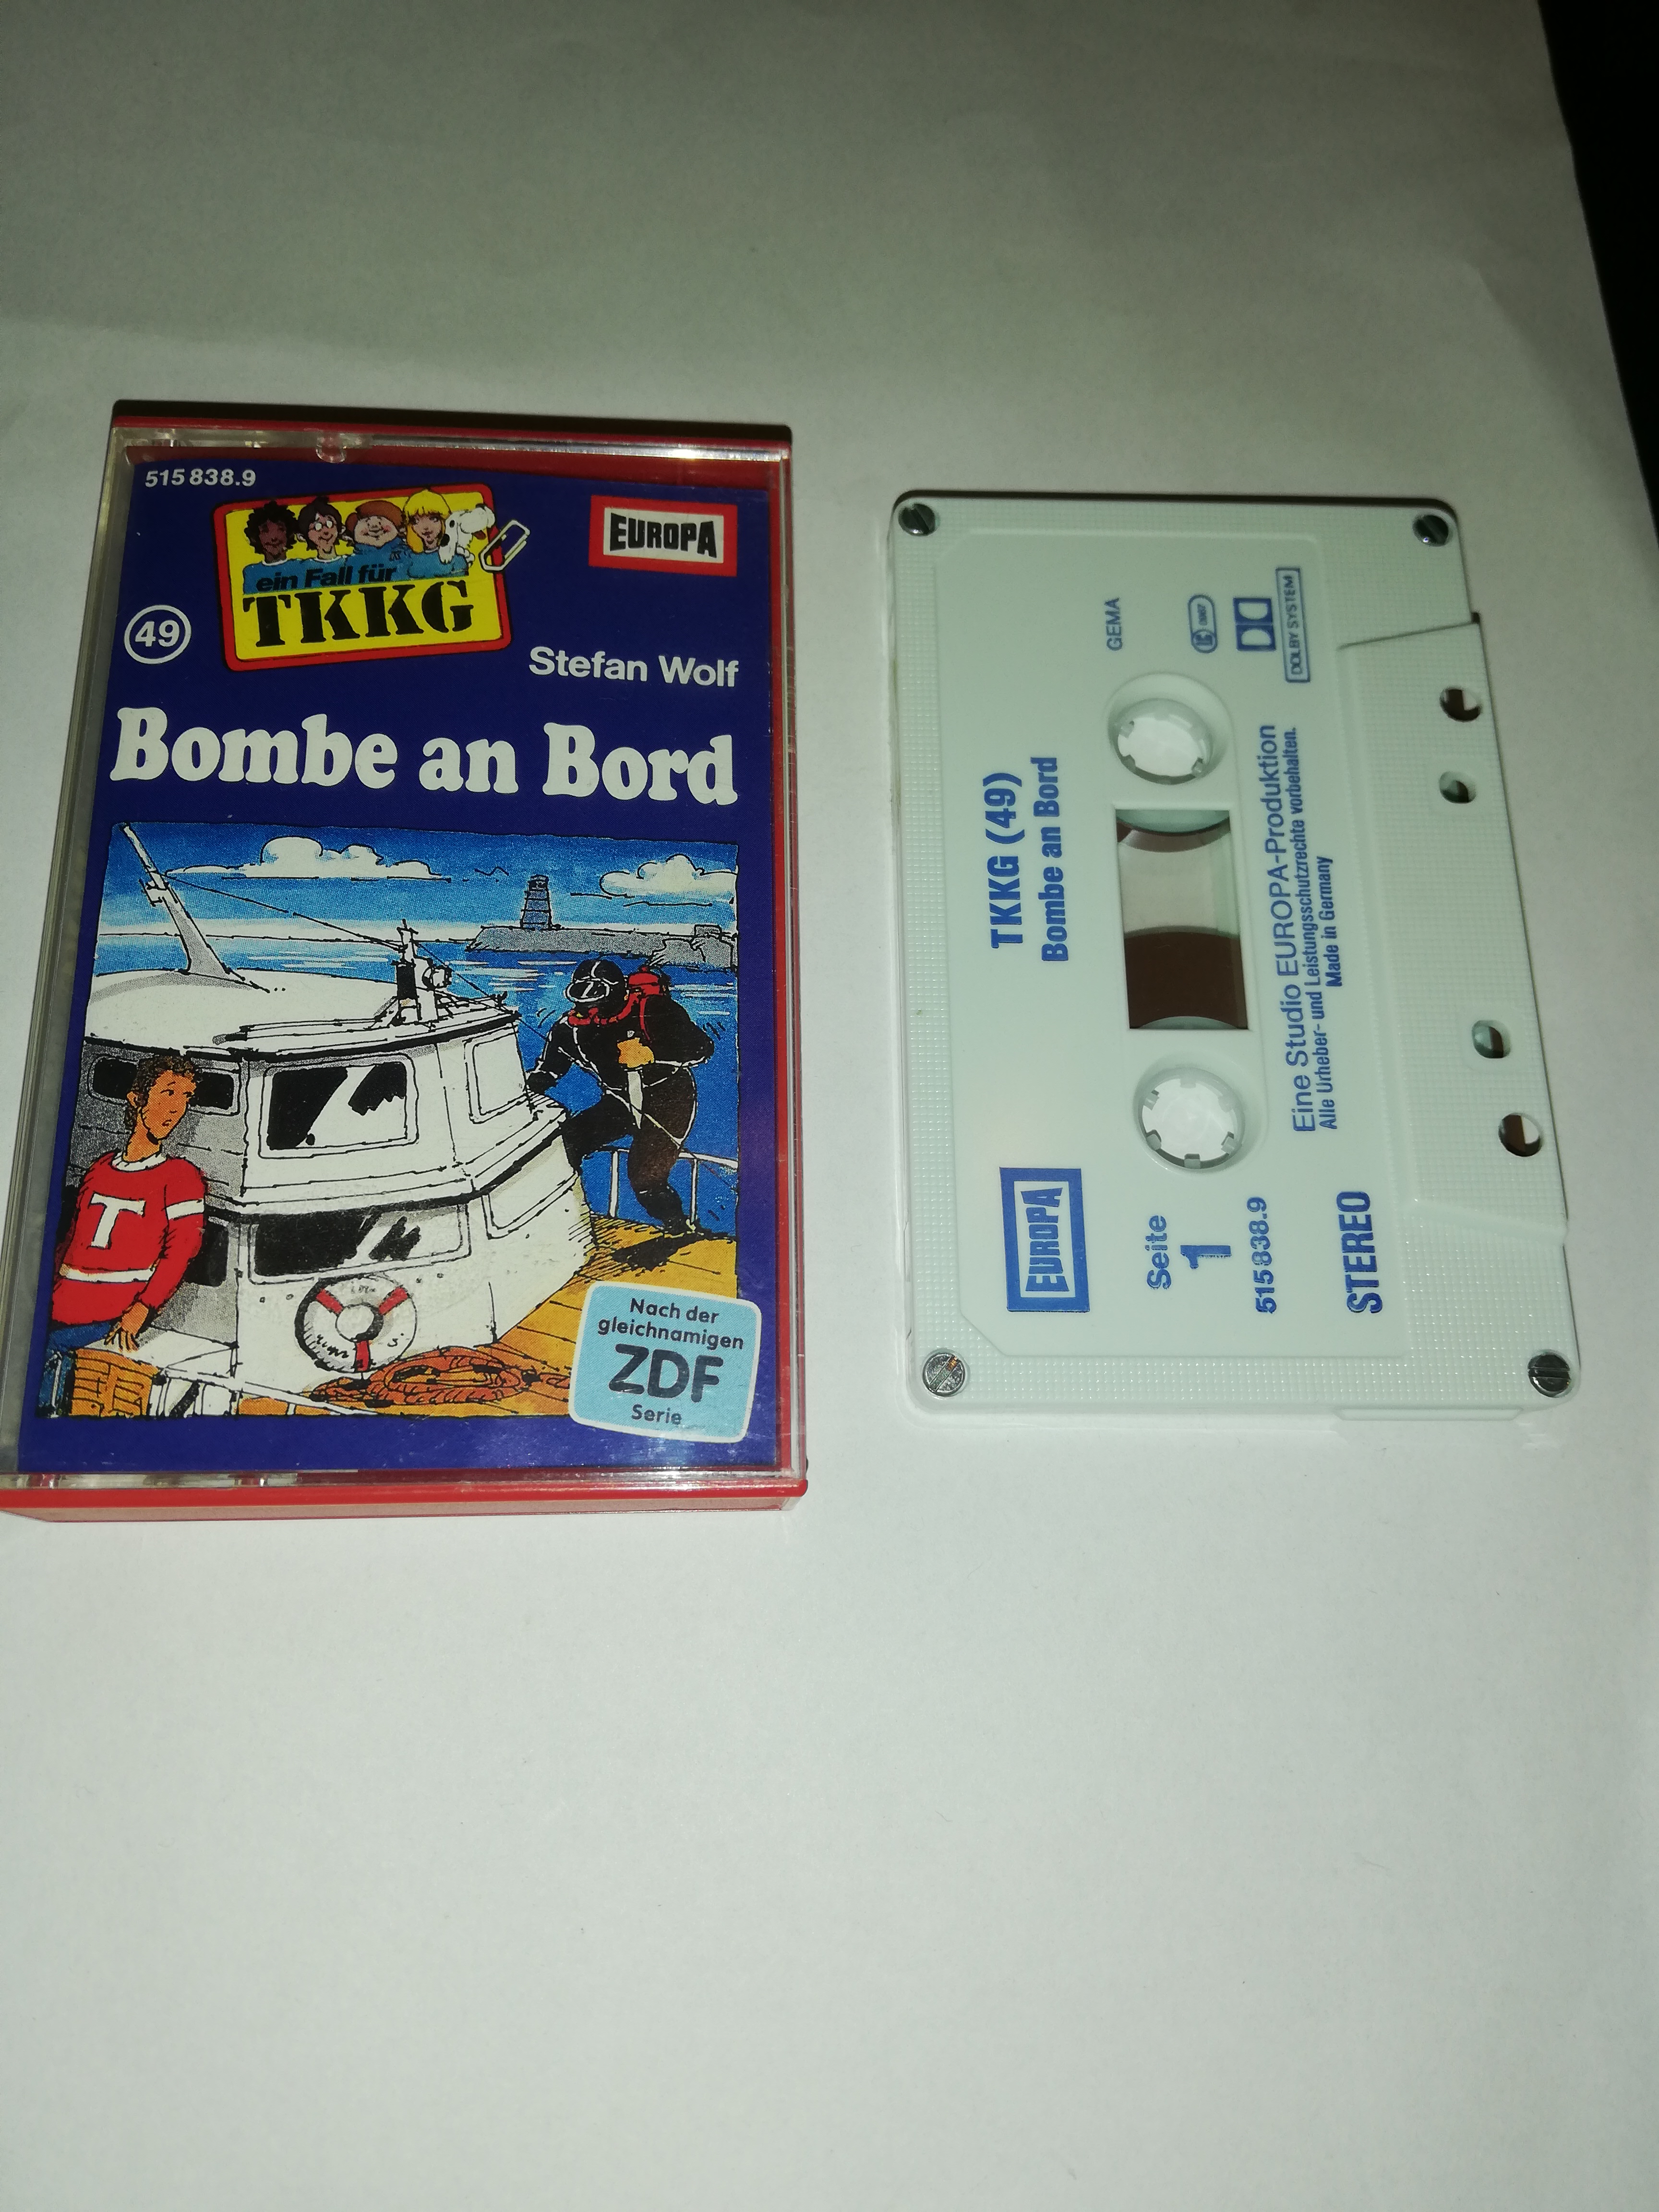 515 838.9
ein Fall für
TKKG
EUROPA
49
Stefan Wolf
Bombe an Bord
T
Nach der
gleichnamigen
ZDF
Serie
TKKG (49)
Bombe an Bord
GEMA
DOLBY SYSTEM
EUROPA
Seite
1
515838.9
STEREO
Eine Studio EUROPA-Produktion
Alle Urheber- und Leistungsschutzrechte vorbehalten.
Made in Germany